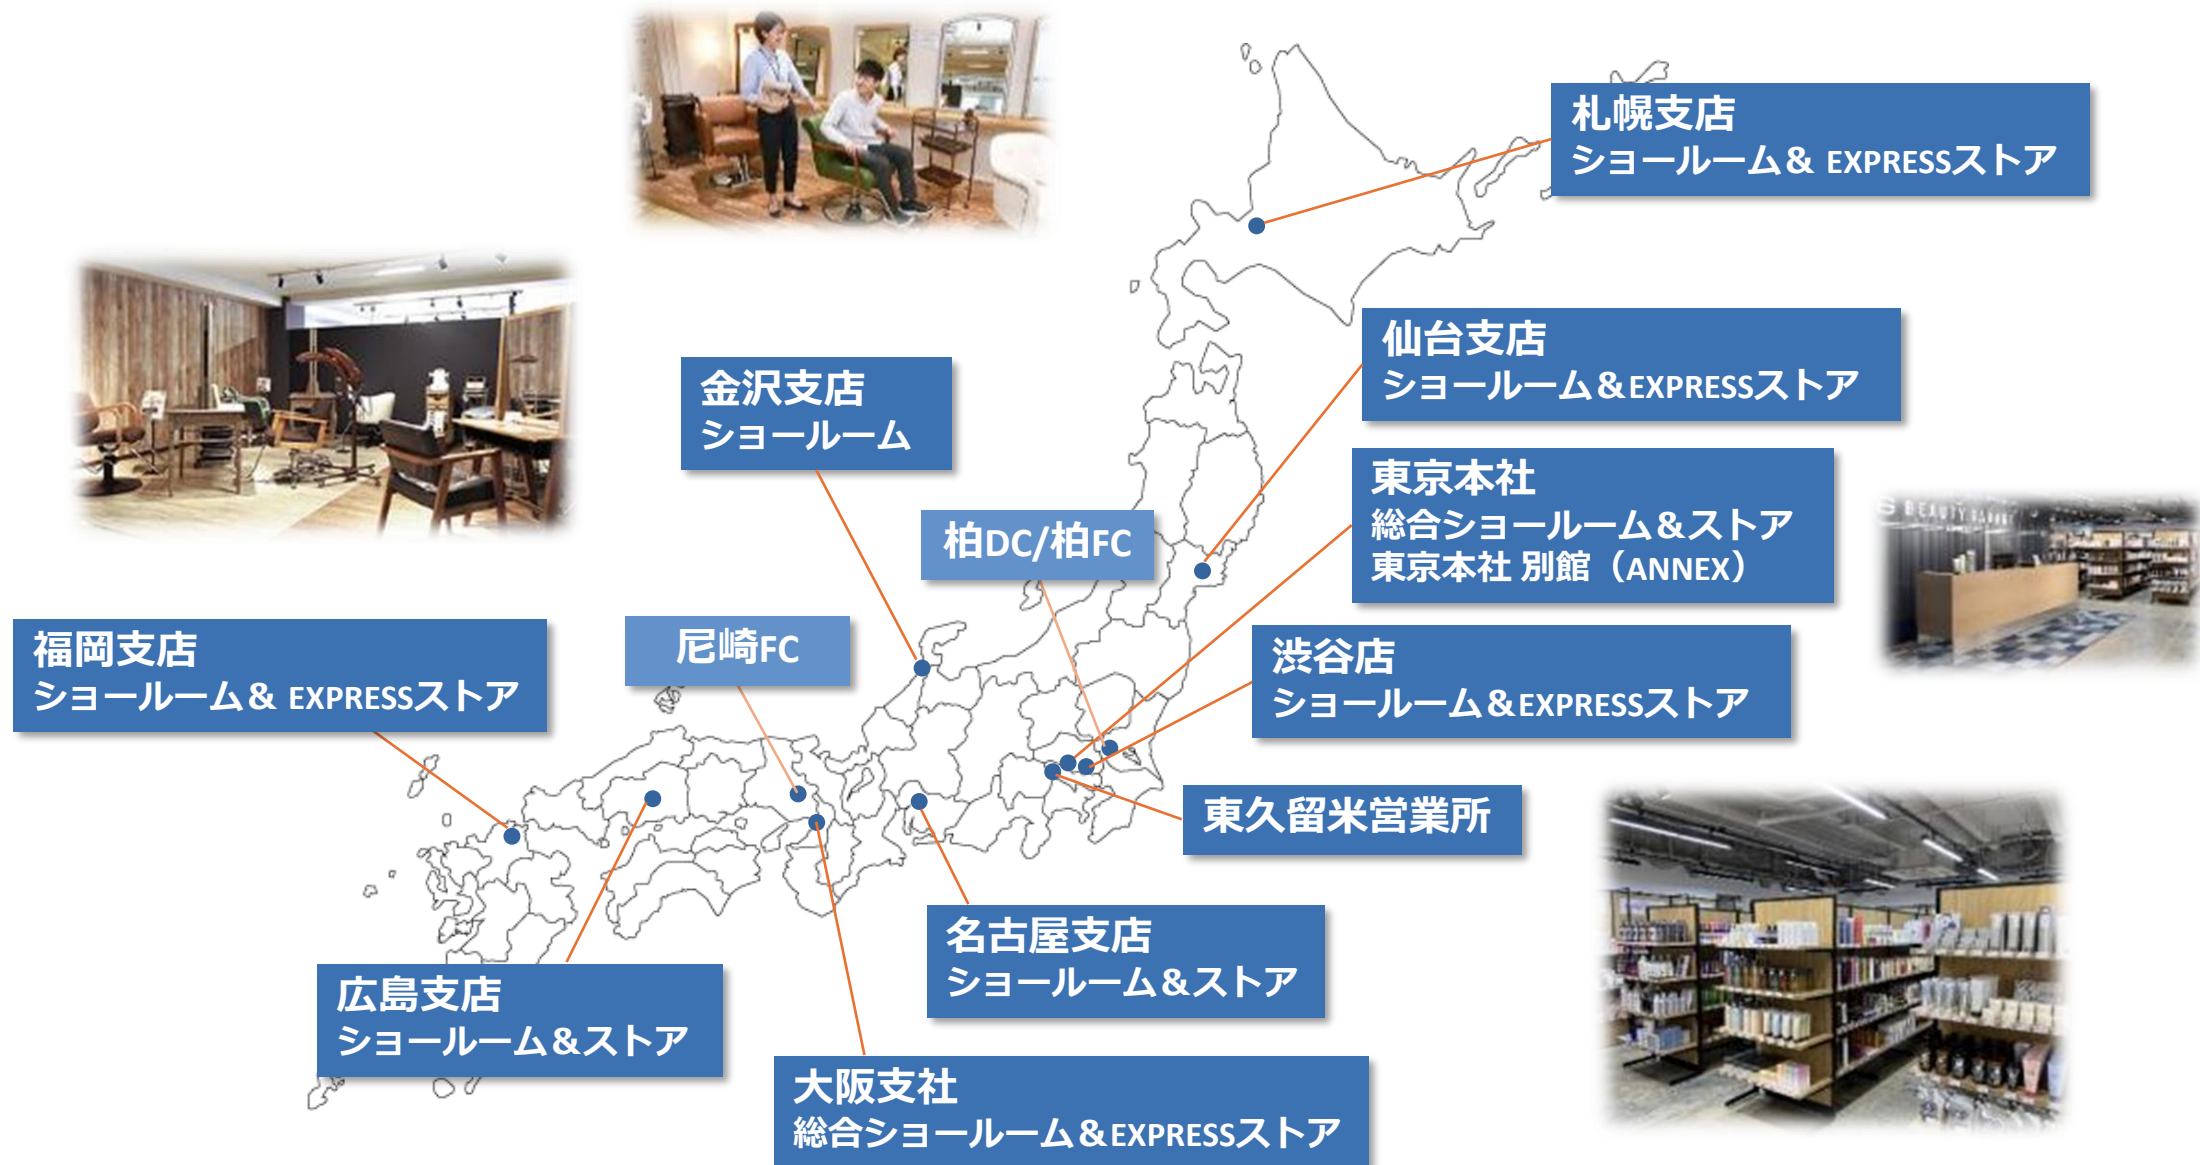 札幌支店
ショールーム& EXPRESSストア
仙台支店
ショールーム&EXPRESSストア
金沢支店
ショールーム
東京本社
総合ショールーム&ストア
東京本社 別館（ANNEX）
柏DC/柏FC
福岡支店
ショールーム& EXPRESSストア
尼崎FC
渋谷店
ショールーム&EXPRESSストア
東久留米営業所
名古屋支店
ショールーム&ストア
広島支店
ショールーム&ストア
大阪支社
総合ショールーム&EXPRESSストア
BEAUTY